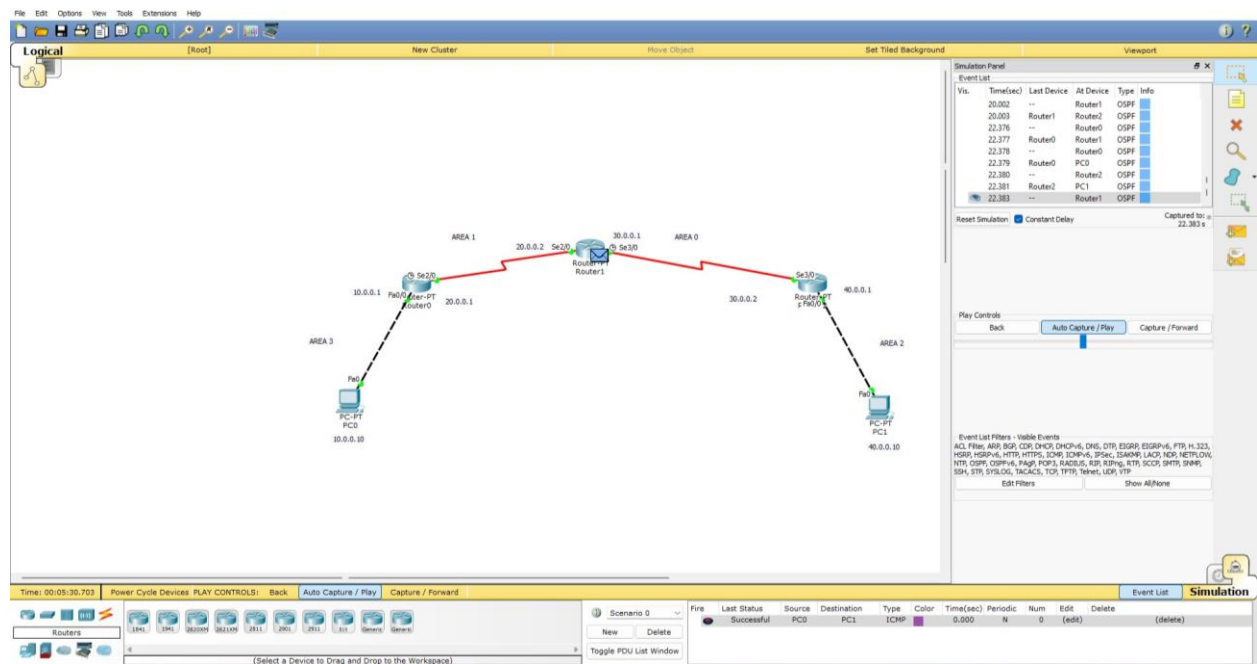 File Edit Options View Tools Extensions Help
Logical [Root] New Cluster Move Object Set Tiled Background Viewport
Simulation Panel
Event List
Vis. Time(sec) Last Device At Device Type Info
20.002 -- Router1 OSPF
20.003 Router1 Router2 OSPF
22.376 -- Router0 OSPF
22.377 Router0 Router1 OSPF
22.378 -- Router0 OSPF
22.379 Router0 PC0 OSPF
22.380 -- Router2 OSPF
22.381 Router2 PC1 OSPF
22.383 -- Router1 OSPF
Reset Simulation Constant Delay Captured to:
22.383 s
AREA 1 20.0.0.2 Se2/0 30.0.0.1 Se3/0 AREA 0
Router-PT
Router1
Se2/0
10.0.0.1 Fa0/0 20.0.0.1
Se3/0
30.0.0.2 40.0.0.1
Fa0/0
AREA 3
AREA 2
Fa0
PC-PT
PC0
10.0.0.10
Fa0
PC-PT
PC1
40.0.0.10
Play Controls
Back Auto Capture / Play Capture / Forward
Event List Filters - Visible Events
ACL Filter, ARP, BGP, CDP, DHCP, DHCPv6, DNS, DTP, EIGRP, EIGRPv6, FTP, H.323,
HSRP, HSRPv6, HTTP, HTTPS, ICMP, ICMPv6, IPSec, ISAKMP, LACP, NDP, NETFLOW,
NTP, OSPF, OSPFv6, PAgP, POP3, RADIUS, RIP, RIPng, RTP, SCCP, SMTP, SNMP,
SSH, STP, SYSLOG, TACACS, TCP, TFTP, Telnet, UDP, VTP
Edit Filters Show All/None
Time: 00:05:30.703 Power Cycle Devices PLAY CONTROLS: Back Auto Capture / Play Capture / Forward Event List Simulation
Routers
1841 1941 2620XM 2621XM 2811 2901 2911 Generic Generic
(Select a Device to Drag and Drop to the Workspace)
Scenario 0
New Delete
Toggle PDU List Window
Fire Last Status Source Destination Type Color Time(sec) Periodic Num Edit Delete
Successful PC0 PC1 ICMP 0.000 N 0 (edit) (delete)